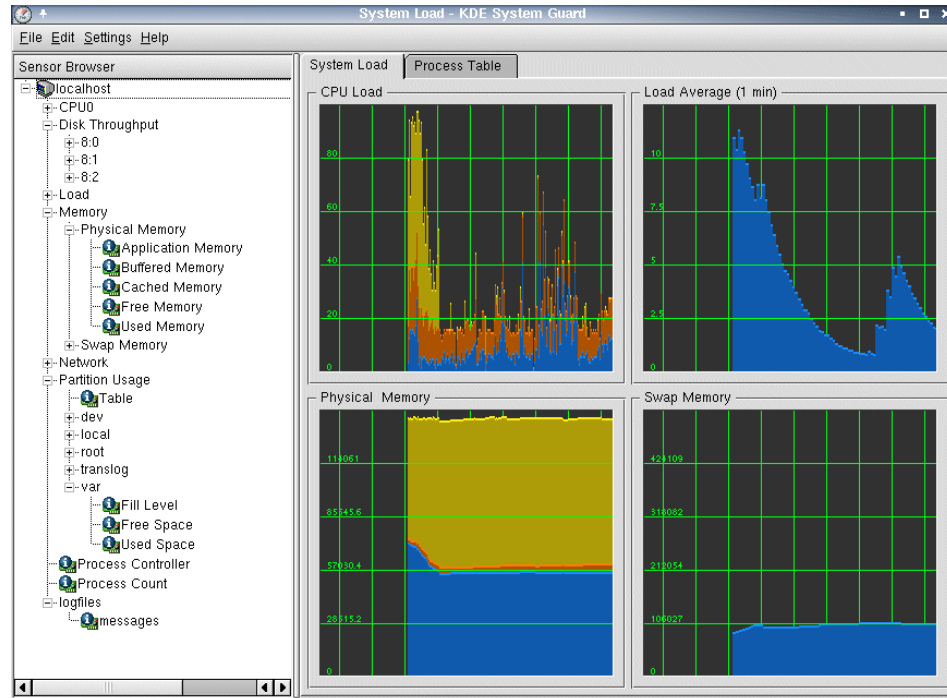 System Load - KDE System Guard
File Edit Settings Help
Sensor Browser
localhost
CPU0
Disk Throughput
8:0
8:1
8:2
Load
Memory
Physical Memory
Application Memory
Buffered Memory
Cached Memory
Free Memory
Used Memory
Swap Memory
Network
Partition Usage
Table
dev
local
root
translog
var
Fill Level
Free Space
Used Space
Process Controller
Process Count
logfiles
messages
System Load
Process Table
CPU Load
80
60
40
20
0
Load Average (1 min)
10
7.5
5
2.5
0
Physical Memory
114061
85545.6
57030.4
28515.2
0
Swap Memory
424109
318082
212054
106027
0